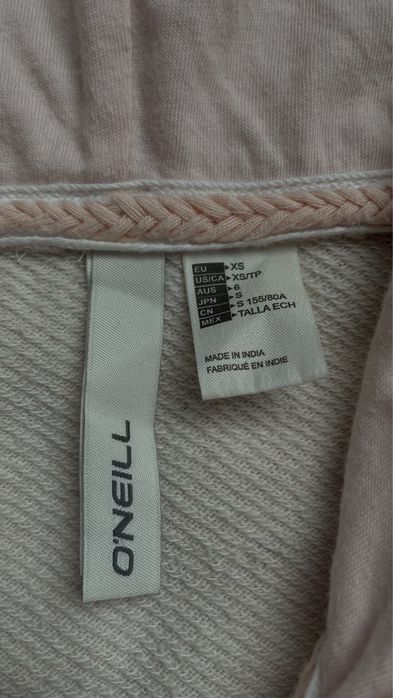 O'NEILL
EU ▸ XS
US/CA ▸ XS/TP
AUS ▸ 6
JPN ▸ S
CN ▸ S 155/80A
MEX ▸ TALLA ECH
MADE IN INDIA
FABRIQUÉ EN INDIE